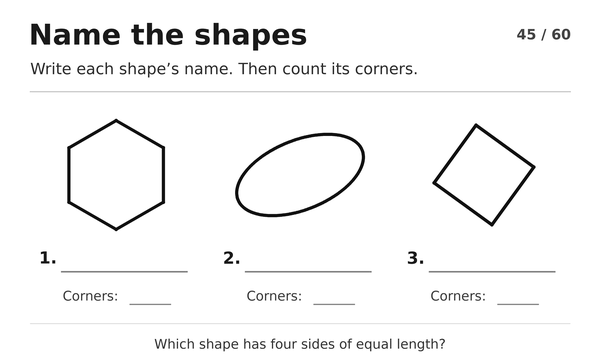 Name the shapes
45 / 60
Write each shape’s name. Then count its corners.
1. 2. 3.
Corners: Corners: Corners:
Which shape has four sides of equal length?